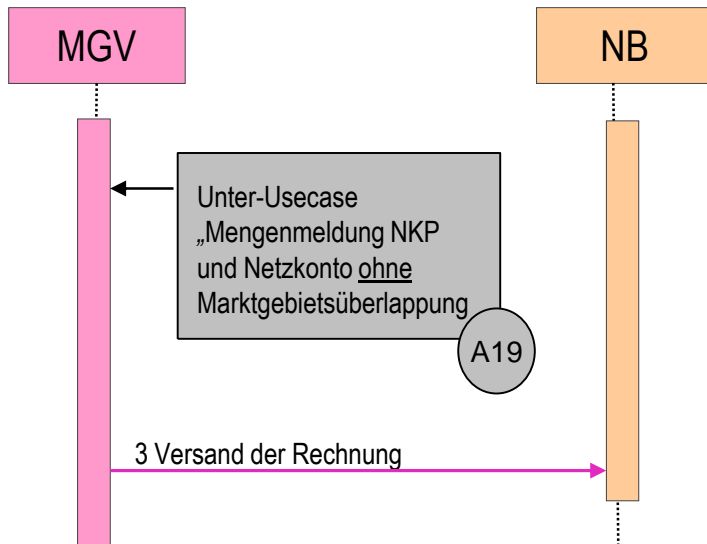 MGV
NB
Unter-Usecase
„Mengenmeldung NKP
und Netzkonto ohne
Marktgebietsüberlappung
A19
3 Versand der Rechnung